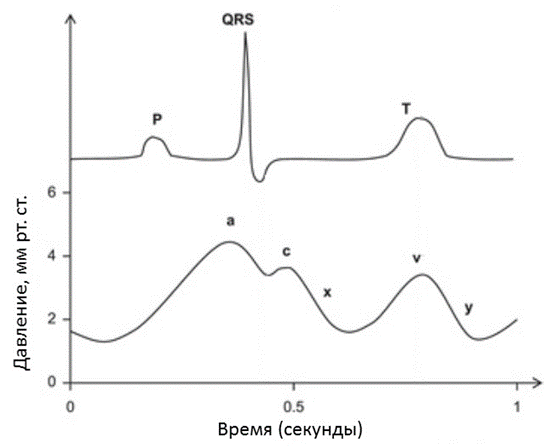 QRS
P
T
6
a
4
c
v
x
y
2
0
0
0.5
1
Давление, мм рт. ст.
Время (секунды)